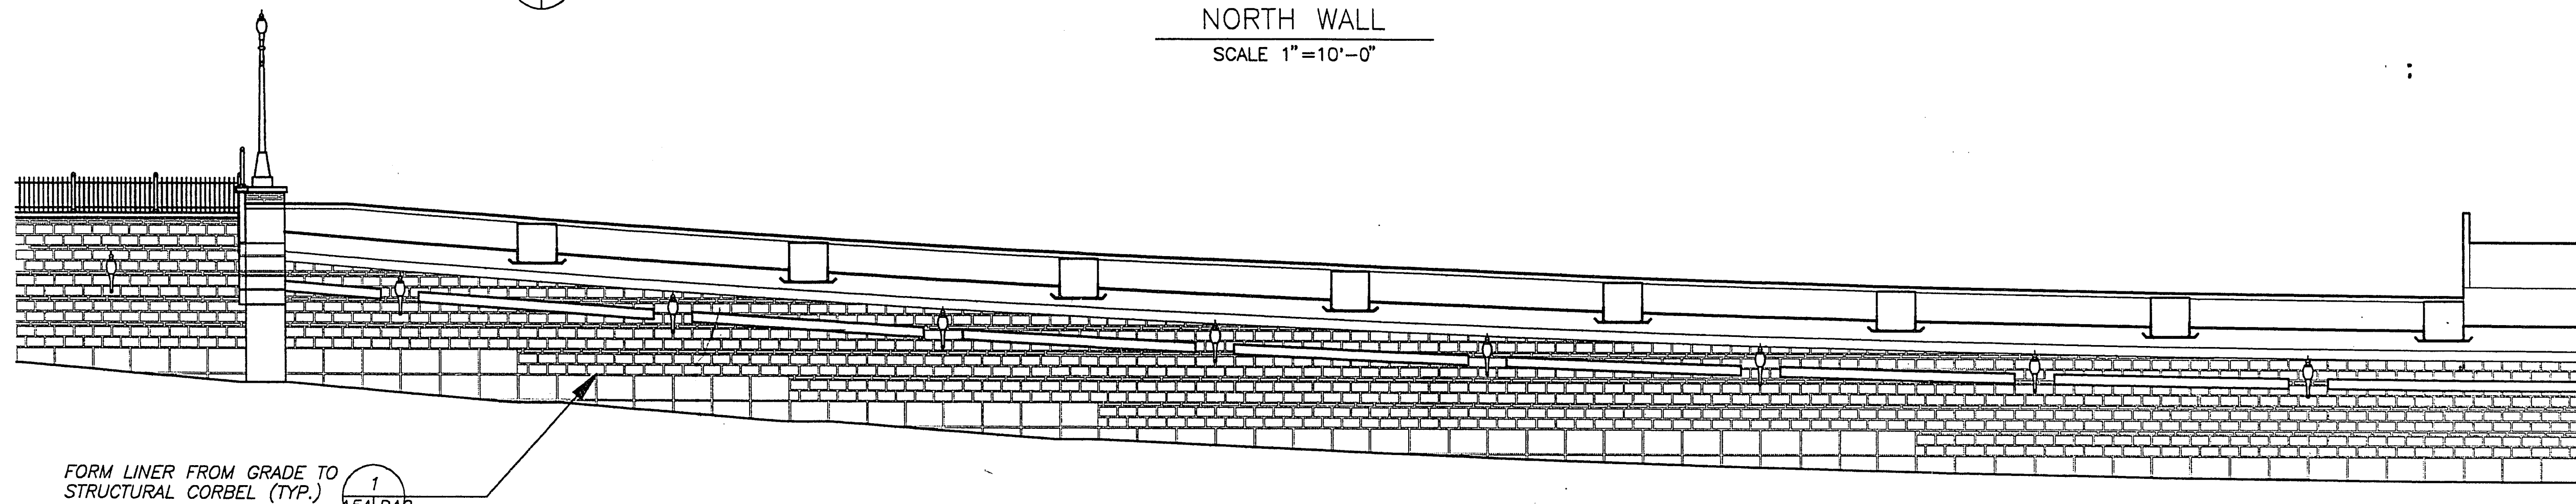 NORTH WALL
SCALE 1"=10'-0"
FORM LINER FROM GRADE TO
STRUCTURAL CORBEL (TYP.)
1